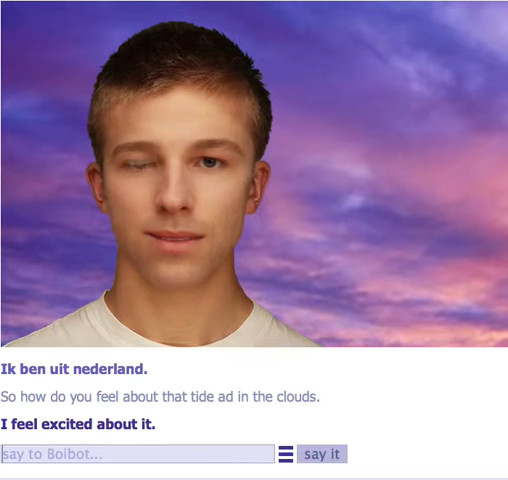 Ik ben uit nederland.
So how do you feel about that tide ad in the clouds.
I feel excited about it.
say to Boibot... say it